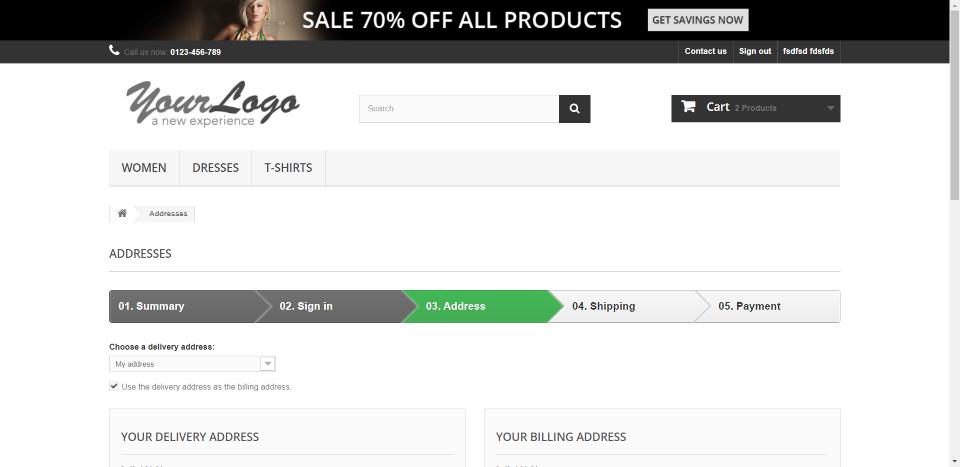 SALE 70% OFF ALL PRODUCTS GET SAVINGS NOW
Call us now: 0123-456-789 Contact us Sign out fsdfsd fdsfds
YourLogo
a new experience
Search
Cart 2 Products
WOMEN DRESSES T-SHIRTS
Addresses
ADDRESSES
01. Summary 02. Sign in 03. Address 04. Shipping 05. Payment
Choose a delivery address:
My address
Use the delivery address as the billing address.
YOUR DELIVERY ADDRESS YOUR BILLING ADDRESS